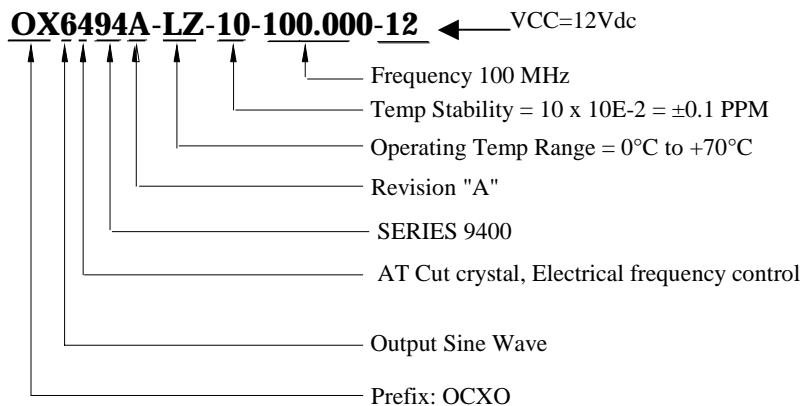 OX6494A-LZ-10-100.000-12 VCC=12Vdc
Frequency 100 MHz
Temp Stability = 10 x 10E-2 = ±0.1 PPM
Operating Temp Range = 0°C to +70°C
Revision "A"
SERIES 9400
AT Cut crystal, Electrical frequency control
Output Sine Wave
Prefix: OCXO